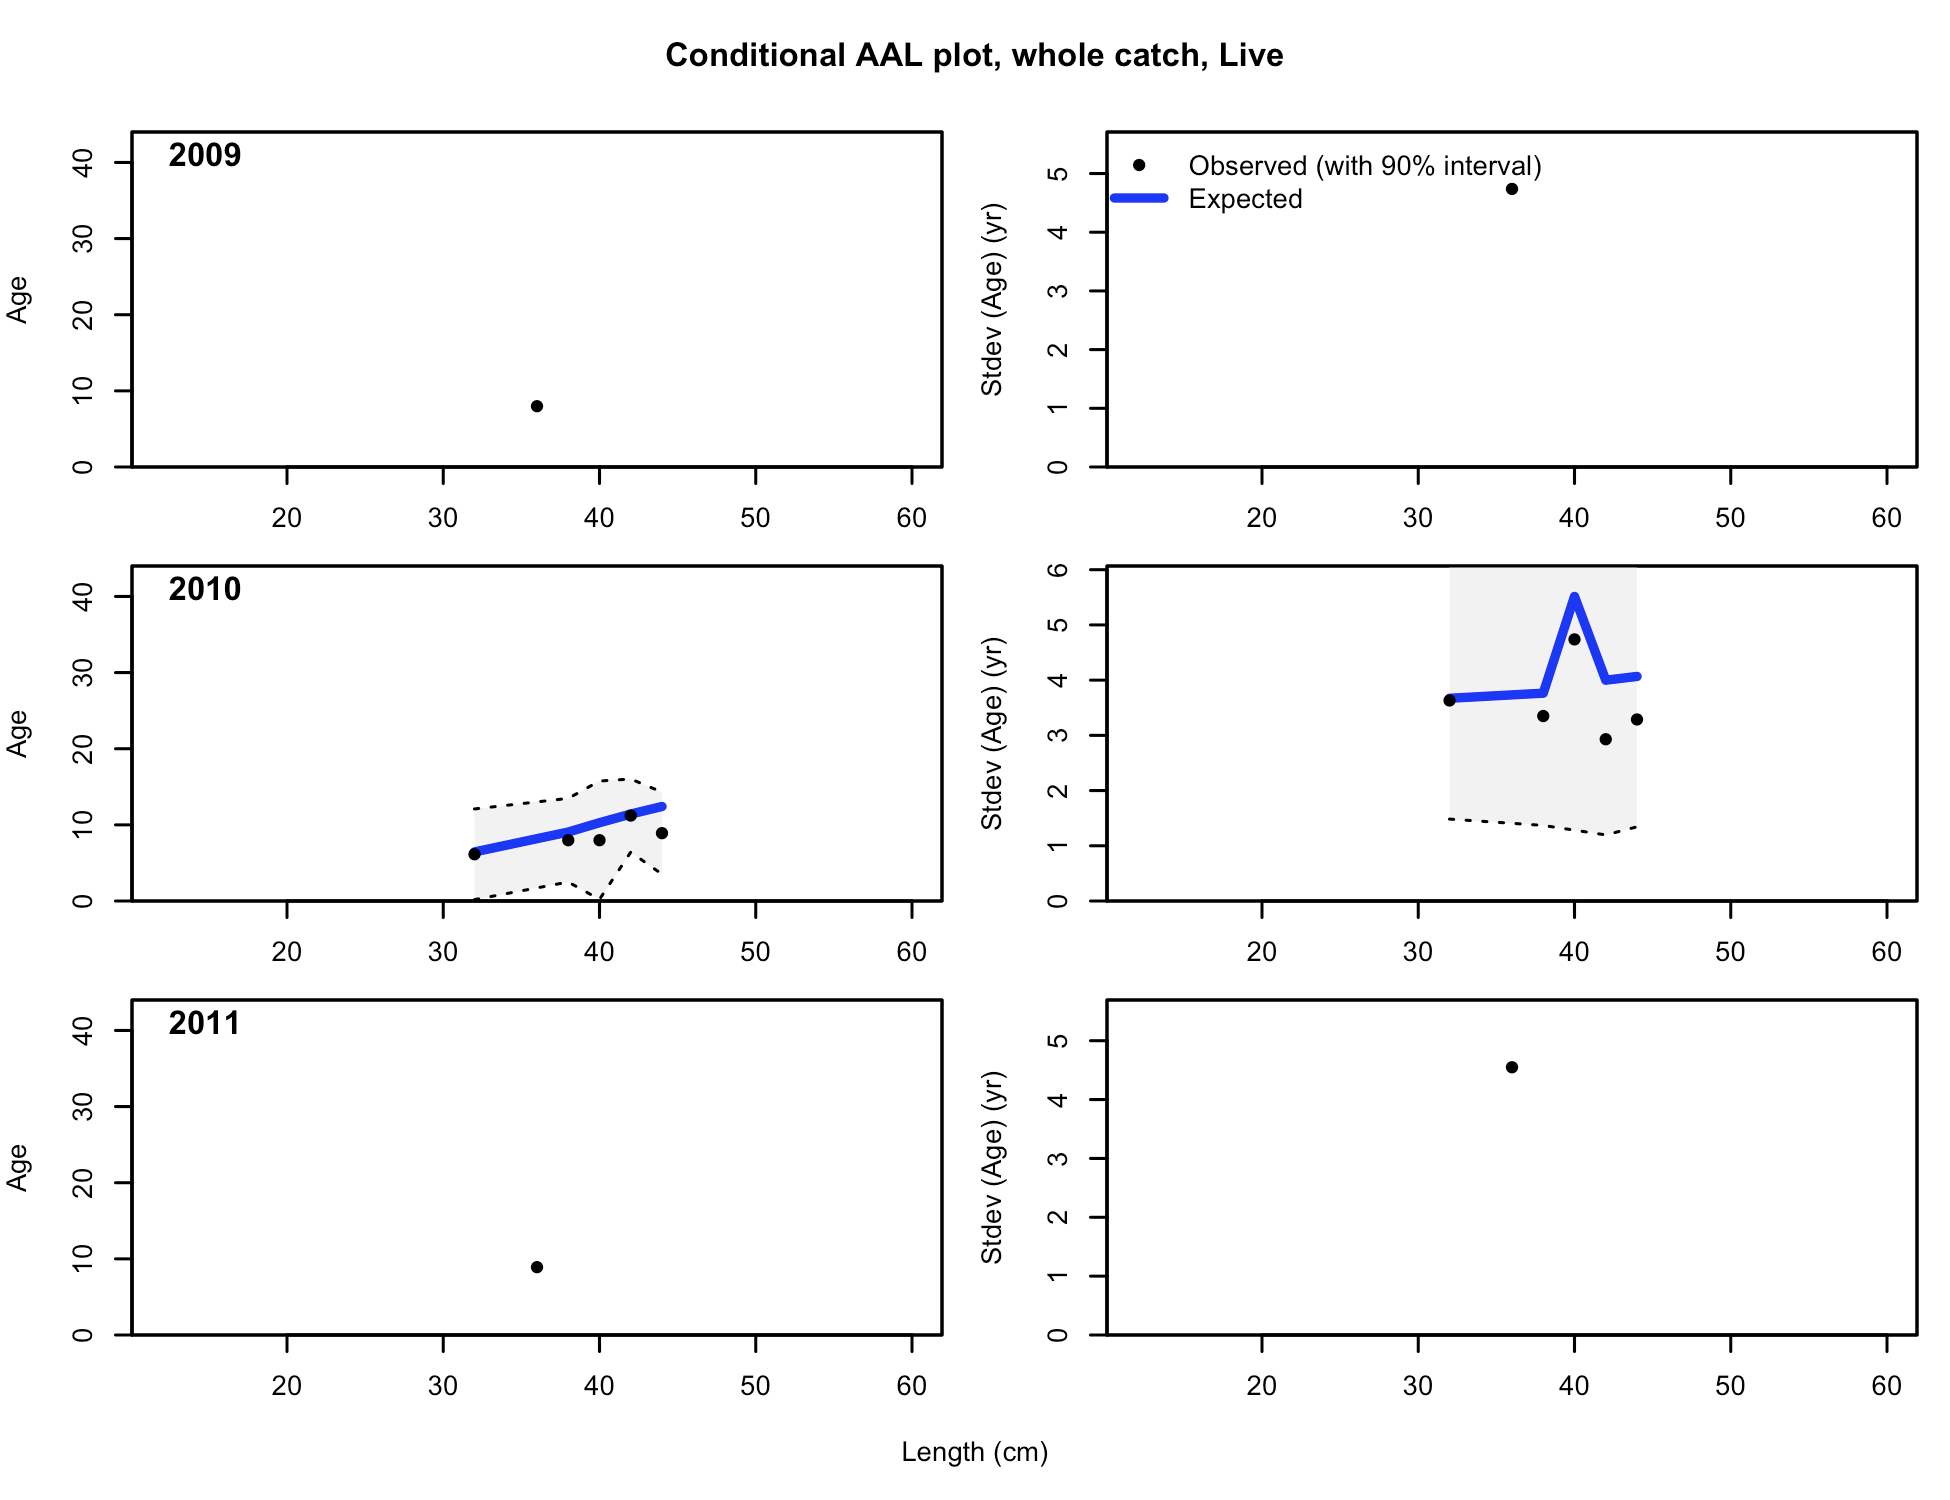 Conditional AAL plot, whole catch, Live
2009
Age
0 10 20 30 40
20 30 40 50 60
Observed (with 90% interval)
Expected
Stdev (Age) (yr)
0 1 2 3 4 5
20 30 40 50 60
2010
Age
0 10 20 30 40
20 30 40 50 60
Stdev (Age) (yr)
0 1 2 3 4 5 6
20 30 40 50 60
2011
Age
0 10 20 30 40
20 30 40 50 60
Stdev (Age) (yr)
0 1 2 3 4 5
20 30 40 50 60
Length (cm)